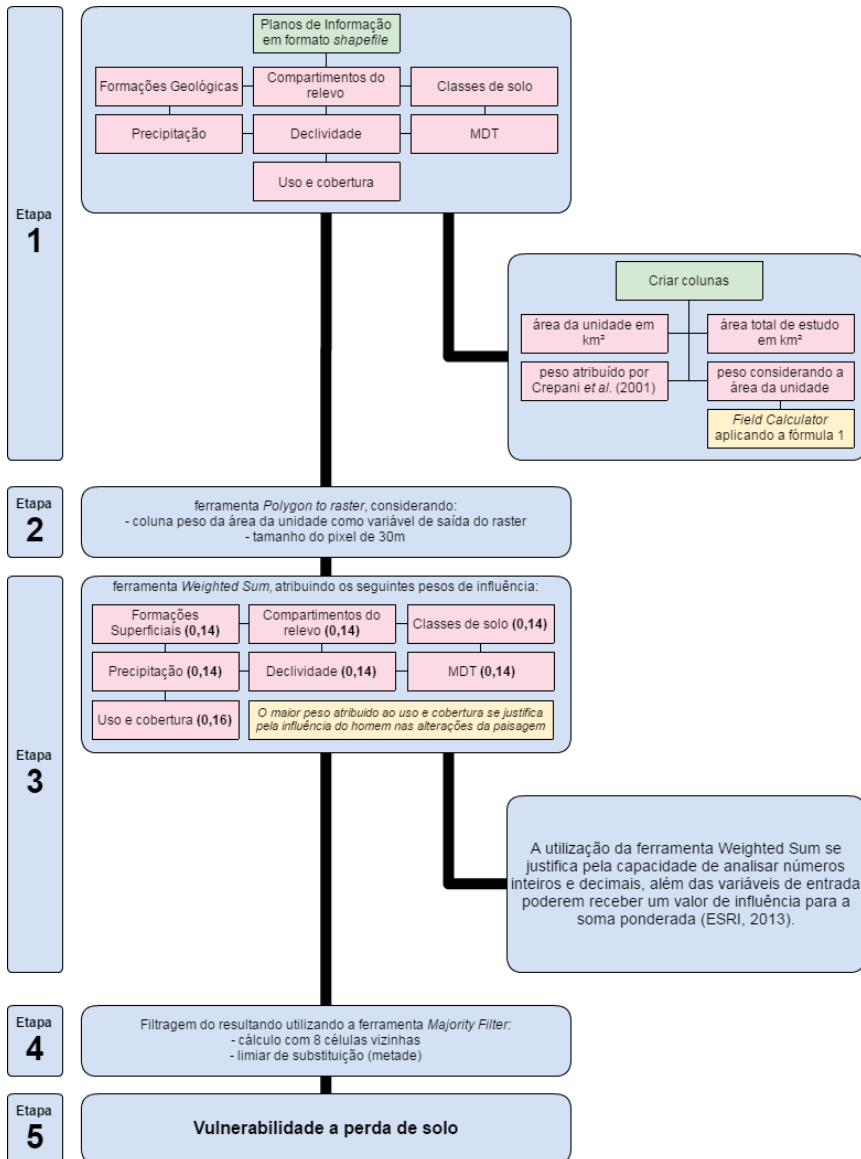 Etapa
1
Planos de Informação
em formato shapefile
Formações Geológicas
Compartimentos do
relevo
Classes de solo
Precipitação
Declividade
MDT
Uso e cobertura
Criar colunas
área da unidade em
km²
área total de estudo
em km²
peso atribuído por
Crepani et al. (2001)
peso considerando a
área da unidade
Field Calculator
aplicando a fórmula 1
Etapa
2
ferramenta Polygon to raster, considerando:
- coluna peso da área da unidade como variável de saída do raster
- tamanho do pixel de 30m
Etapa
3
ferramenta Weighted Sum, atribuindo os seguintes pesos de influência:
Formações
Superficiais (0,14)
Compartimentos do
relevo (0,14)
Classes de solo (0,14)
Precipitação (0,14)
Declividade (0,14)
MDT (0,14)
Uso e cobertura (0,16)
O maior peso atribuído ao uso e cobertura se justifica
pela influência do homem nas alterações da paisagem
A utilização da ferramenta Weighted Sum se
justifica pela capacidade de analisar números
inteiros e decimais, além das variáveis de entrada
poderem receber um valor de influência para a
soma ponderada (ESRI, 2013).
Etapa
4
Filtragem do resultando utilizando a ferramenta Majority Filter:
- cálculo com 8 células vizinhas
- limiar de substituição (metade)
Etapa
5
Vulnerabilidade a perda de solo